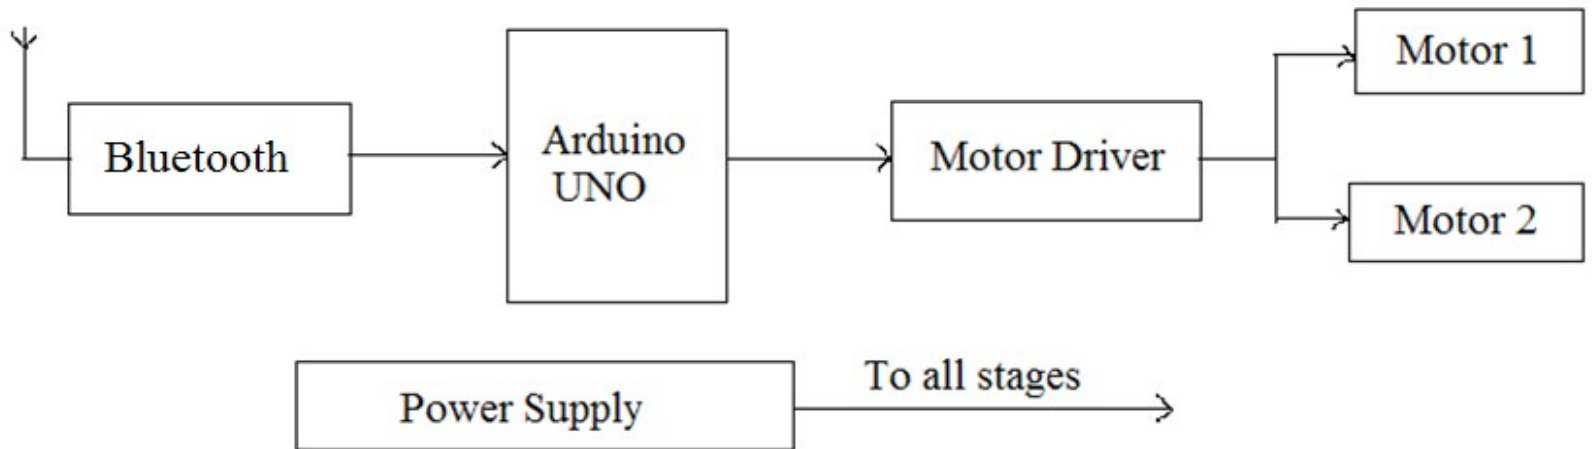 Bluetooth
Arduino
UNO
Motor Driver
Motor 1
Motor 2
Power Supply
To all stages